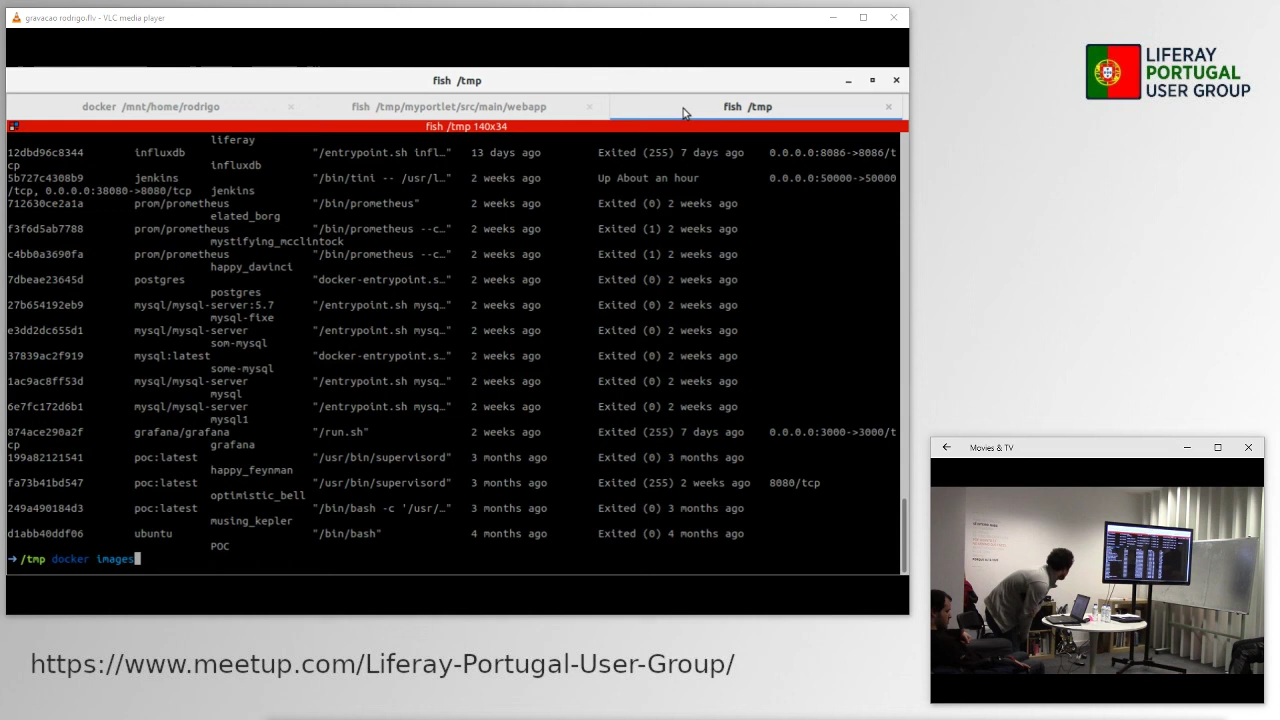 gravacao rodrigo.flv - VLC media player
fish /tmp
docker /mnt/home/rodrigo
fish /tmp/myportlet/src/main/webapp
fish /tmp
fish /tmp 140x34
liferay
12dbd96c8344 influxdb "/entrypoint.sh infl…" 13 days ago Exited (255) 7 days ago 0.0.0.0:8086->8086/t
cp influxdb
5b727c4308b9 jenkins "/bin/tini -- /usr/l…" 2 weeks ago Up About an hour 0.0.0.0:50000->50000
/tcp, 0.0.0.0:38080->8080/tcp jenkins
712630ce2a1a prom/prometheus "/bin/prometheus" 2 weeks ago Exited (0) 2 weeks ago
elated_borg
f3f6d5ab7788 prom/prometheus "/bin/prometheus --c…" 2 weeks ago Exited (1) 2 weeks ago
mystifying_mcclintock
c4bb0a3690fa prom/prometheus "/bin/prometheus --c…" 2 weeks ago Exited (1) 2 weeks ago
happy_davinci
7dbeae23645d postgres "docker-entrypoint.s…" 2 weeks ago Exited (0) 2 weeks ago
postgres
27b654192eb9 mysql/mysql-server:5.7 "/entrypoint.sh mysq…" 2 weeks ago Exited (0) 2 weeks ago
mysql-fixe
e3dd2dc655d1 mysql/mysql-server "/entrypoint.sh mysq…" 2 weeks ago Exited (0) 2 weeks ago
som-mysql
37839ac2f919 mysql:latest "docker-entrypoint.s…" 2 weeks ago Exited (0) 2 weeks ago
some-mysql
1ac9ac8ff53d mysql/mysql-server "/entrypoint.sh mysq…" 2 weeks ago Exited (0) 2 weeks ago
mysql
6e7fc172d6b1 mysql/mysql-server "/entrypoint.sh mysq…" 2 weeks ago Exited (0) 2 weeks ago
mysql1
874ace290a2f grafana/grafana "/run.sh" 2 weeks ago Exited (255) 7 days ago 0.0.0.0:3000->3000/t
cp grafana
199a82121541 poc:latest "/usr/bin/supervisord" 3 months ago Exited (0) 3 months ago
happy_feynman
fa73b41bd547 poc:latest "/usr/bin/supervisord" 3 months ago Exited (255) 2 weeks ago 8080/tcp
optimistic_bell
249a490184d3 poc:latest "/bin/bash -c '/usr/…" 3 months ago Exited (0) 3 months ago
musing_kepler
d1abb40ddf06 ubuntu "/bin/bash" 4 months ago Exited (0) 4 months ago
POC
➜ /tmp docker images
LIFERAY
PORTUGAL
USER GROUP
Movies & TV
https://www.meetup.com/Liferay-Portugal-User-Group/